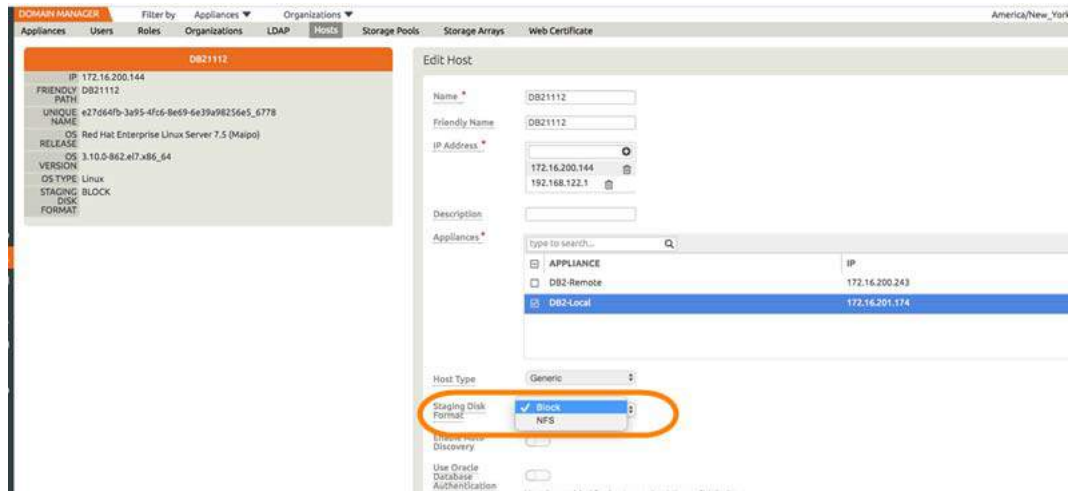 DOMAIN MANAGER Filter by Appliances Organizations America/New_York
Appliances Users Roles Organizations LDAP Hosts Storage Pools Storage Arrays Web Certificate
DB21112
IP 172.16.200.144
FRIENDLY PATH DB21112
UNIQUE NAME e27d64fb-3a95-4fc6-8e69-6e39a98256e5_6778
OS RELEASE Red Hat Enterprise Linux Server 7.5 (Maipo)
OS VERSION 3.10.0-862.el7.x86_64
OS TYPE Linux
STAGING DISK FORMAT BLOCK
Edit Host
Name * DB21112
Friendly Name DB21112
IP Address *
172.16.200.144
192.168.122.1
Description
Appliances *
type to search...
APPLIANCE IP
DB2-Remote 172.16.200.243
DB2-Local 172.16.201.174
Host Type Generic
Staging Disk Format
Block
NFS
Enable Auto
Discovery
Use Oracle
Database
Authentication